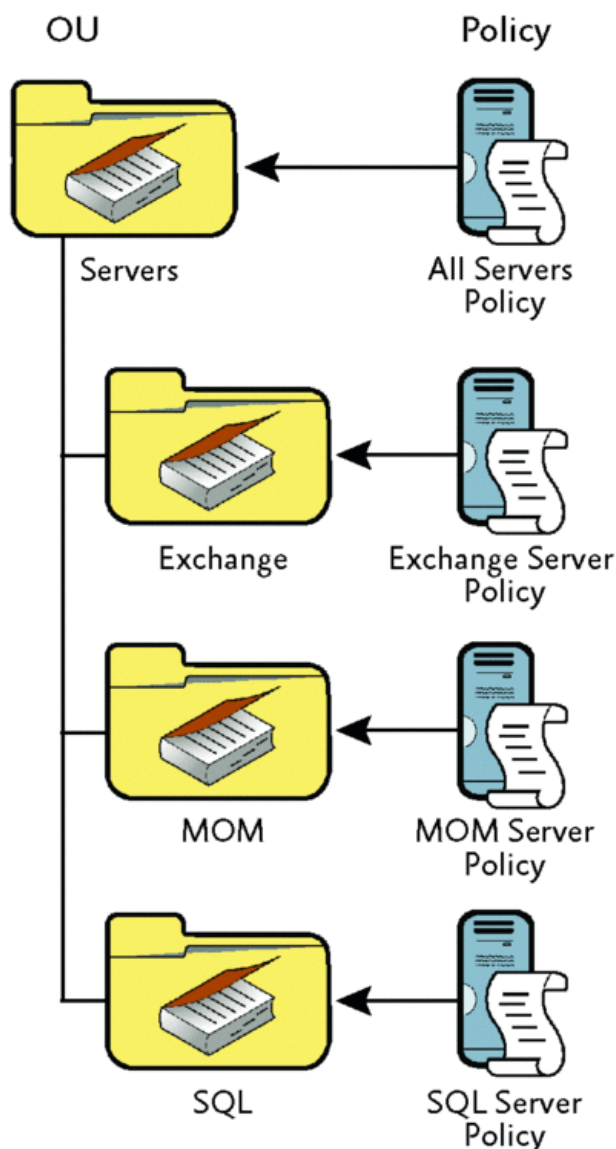 OU
Policy
Servers
All Servers
Policy
Exchange
Exchange Server
Policy
MOM
MOM Server
Policy
SQL
SQL Server
Policy